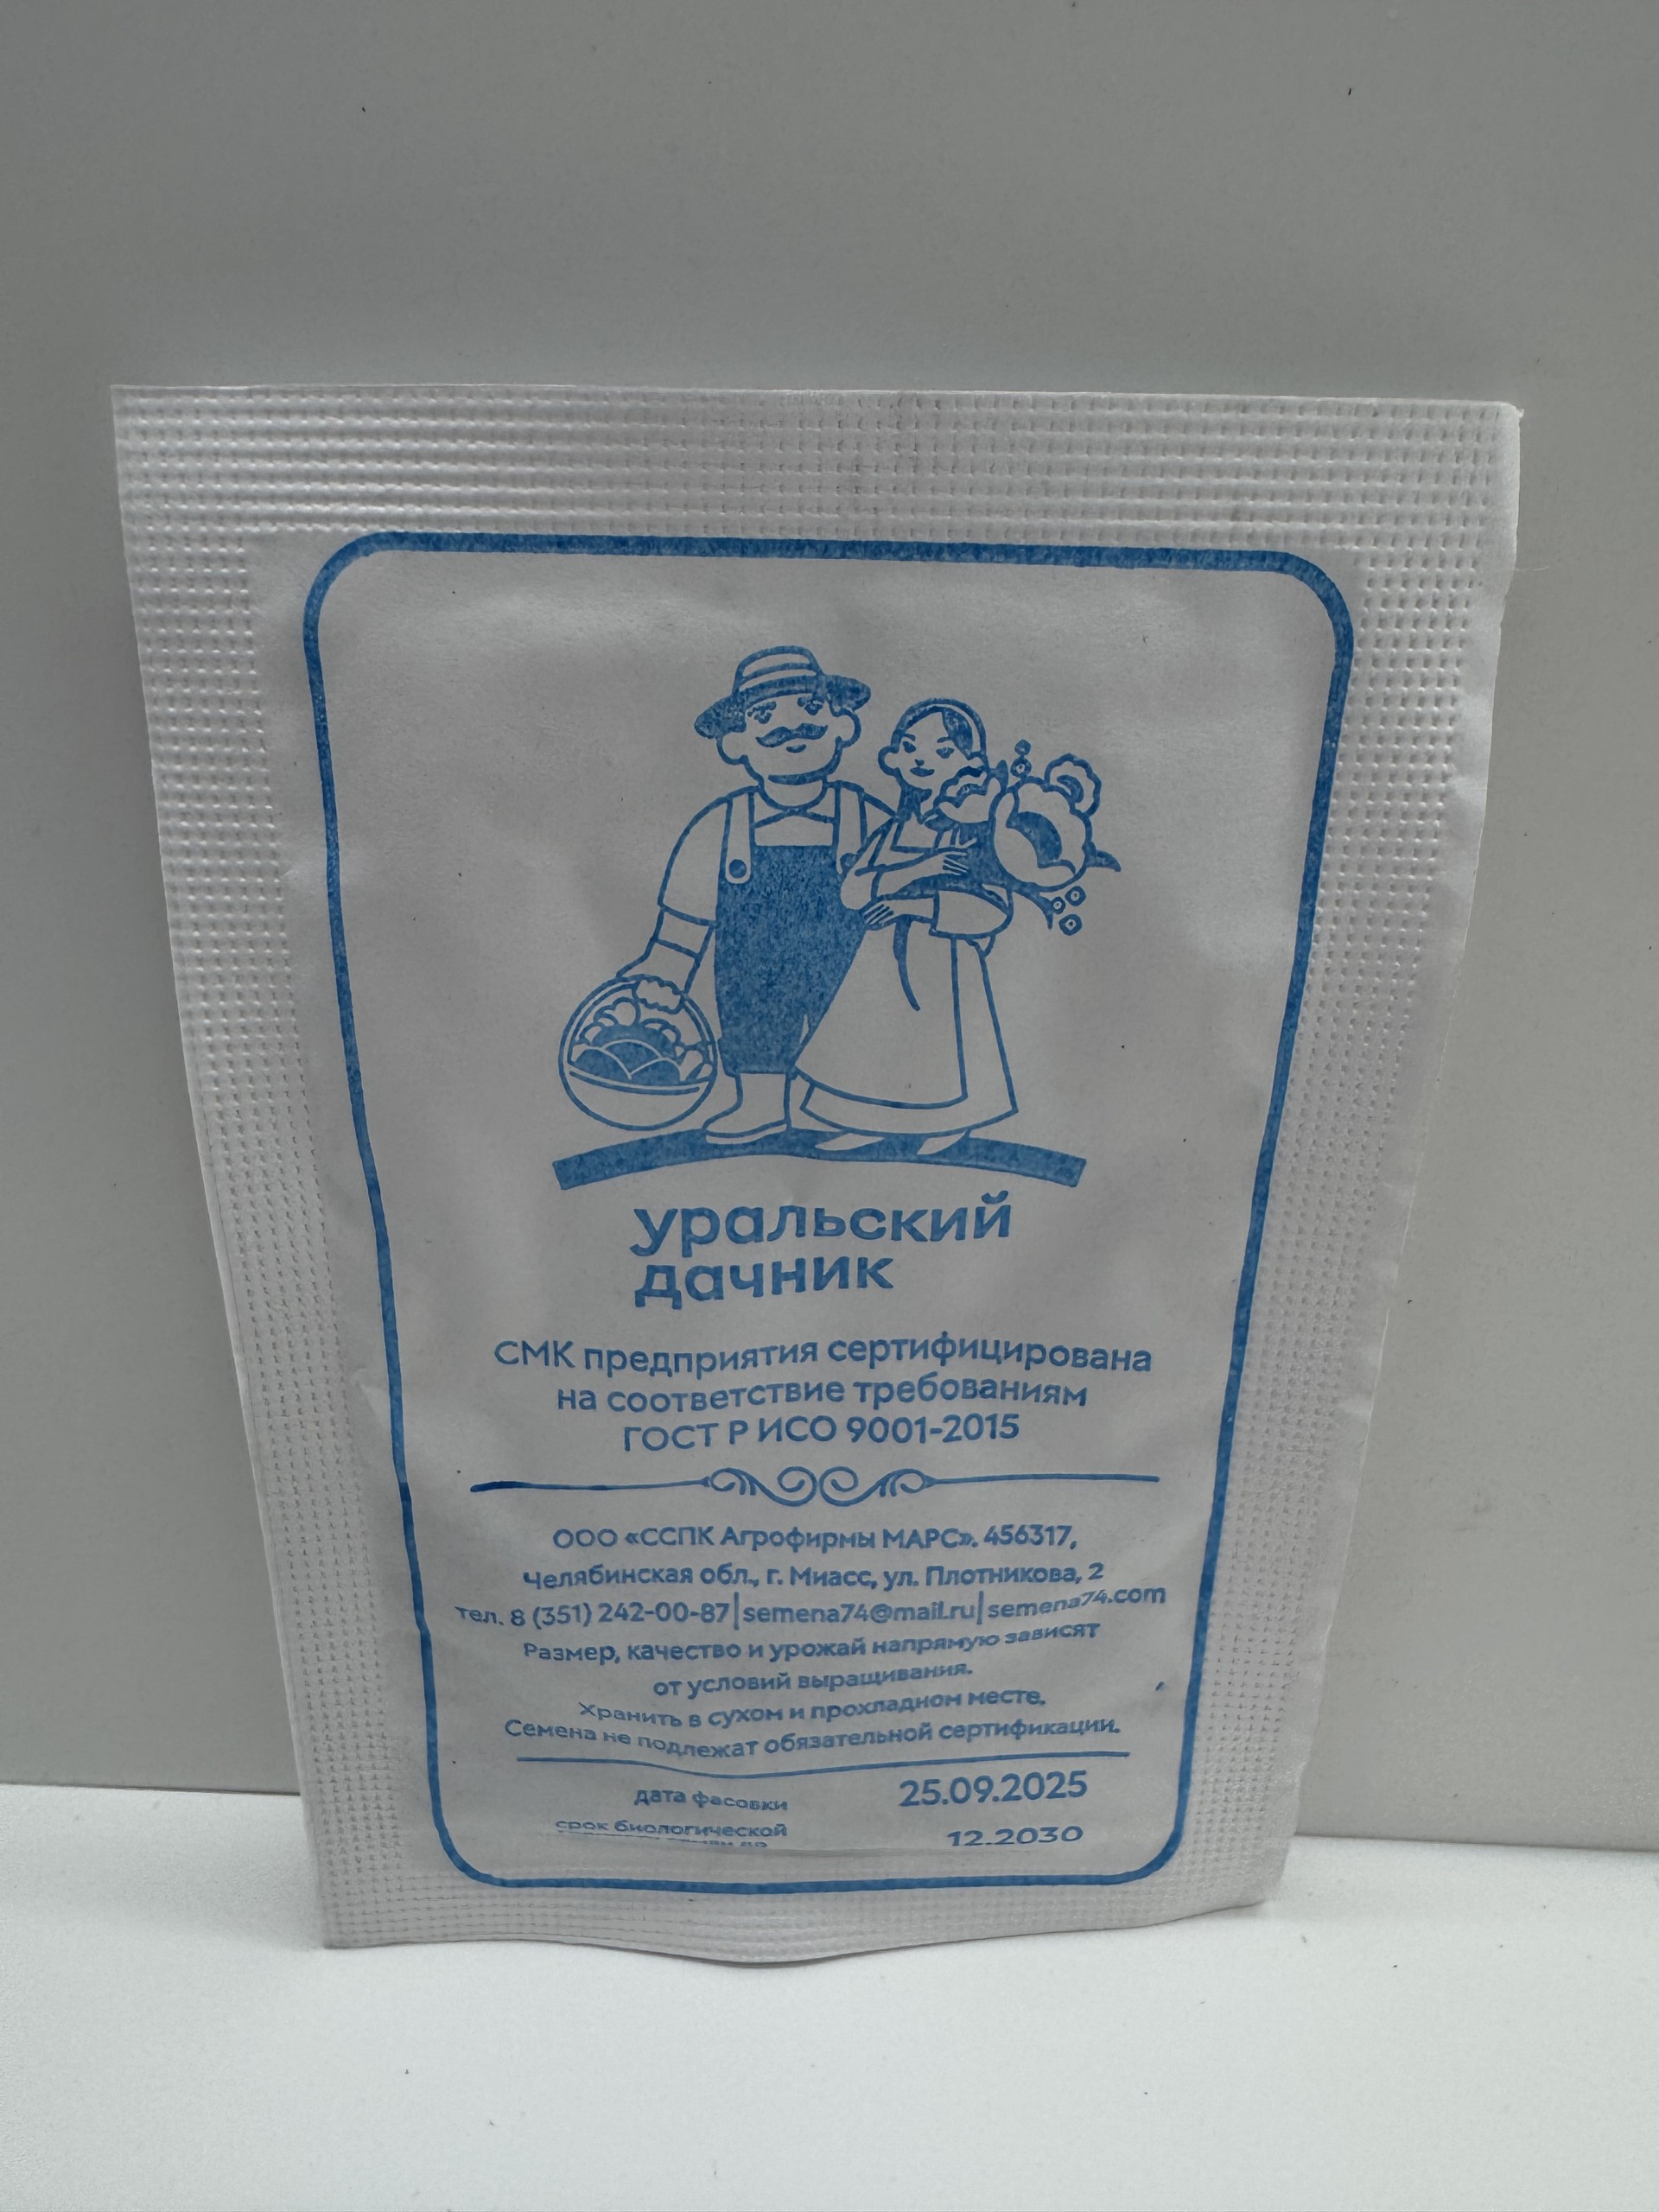 уральский
дачник
СМК предприятия сертифицирована
на соответствие требованиям
ГОСТ Р ИСО 9001-2015
ООО «ССПК Агрофирмы МАРС». 456317,
Челябинская обл., г. Миасс, ул. Плотникова, 2
тел. 8 (351) 242-00-87|semena74@mail.ru|semena74.com
Размер, качество и урожай напрямую зависят
от условий выращивания.
Хранить в сухом и прохладном месте.
Семена не подлежат обязательной сертификации.
дата фасовки 25.09.2025
срок биологической 12.2030